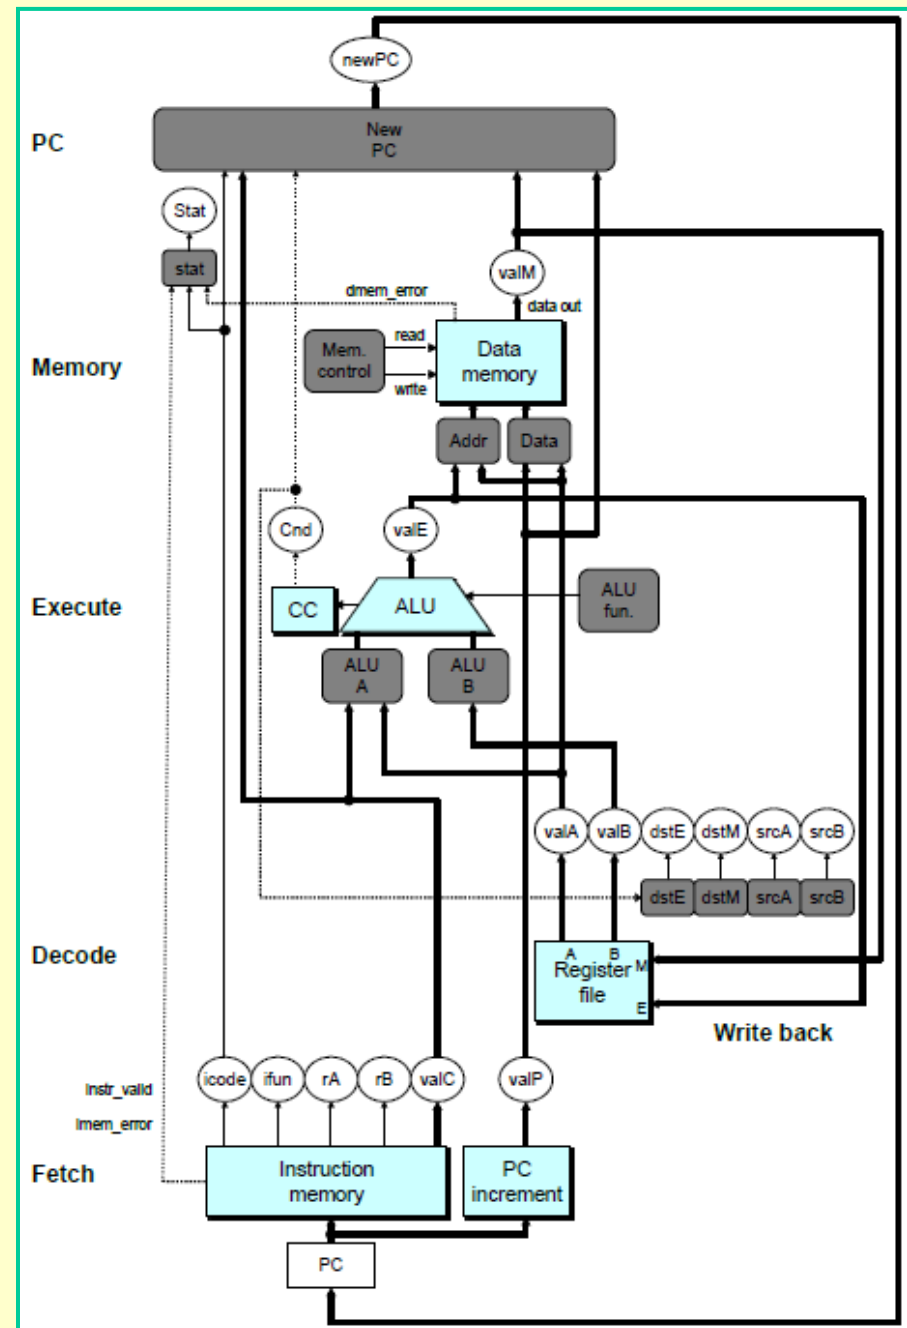 newPC
New
PC
PC
Stat
stat
valM
dmem_error
data out
read
Mem.
control
write
Data
memory
Memory
Addr
Data
Cnd
valE
Execute
CC
ALU
ALU
fun.
ALU
A
ALU
B
valA
valB
dstE
dstM
srcA
srcB
dstE
dstM
srcA
srcB
Decode
A
B
M
Register
file
E
Write back
icode
ifun
rA
rB
valC
valP
Instr_valid
Imem_error
Fetch
Instruction
memory
PC
increment
PC